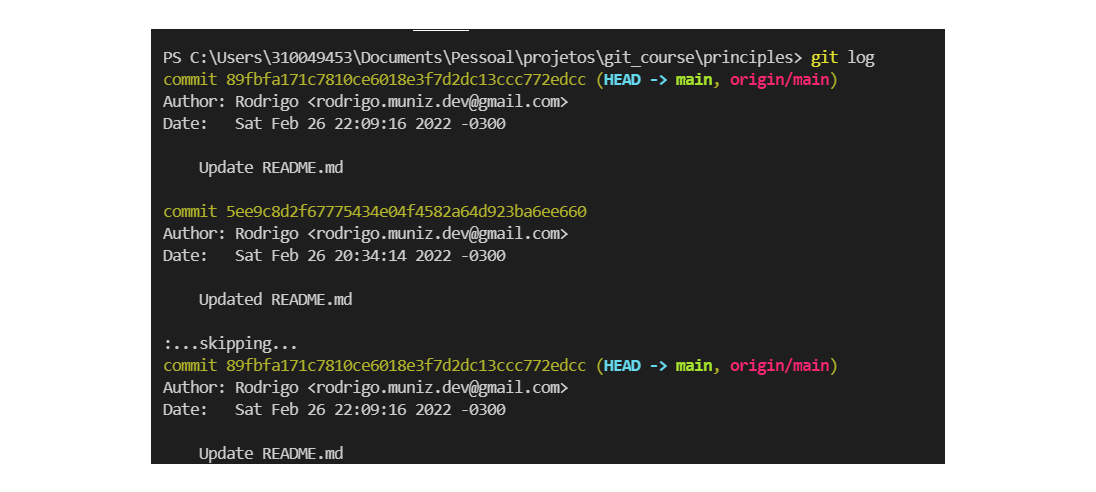 PS C:\Users\310049453\Documents\Pessoal\projetos\git_course\principles> git log
commit 89fbfa171c7810ce6018e3f7d2dc13ccc772edcc (HEAD -> main, origin/main)
Author: Rodrigo <rodrigo.muniz.dev@gmail.com>
Date:   Sat Feb 26 22:09:16 2022 -0300
Update README.md
commit 5ee9c8d2f67775434e04f4582a64d923ba6ee660
Author: Rodrigo <rodrigo.muniz.dev@gmail.com>
Date:   Sat Feb 26 20:34:14 2022 -0300
Updated README.md
:...skipping...
commit 89fbfa171c7810ce6018e3f7d2dc13ccc772edcc (HEAD -> main, origin/main)
Author: Rodrigo <rodrigo.muniz.dev@gmail.com>
Date:   Sat Feb 26 22:09:16 2022 -0300
Update README.md